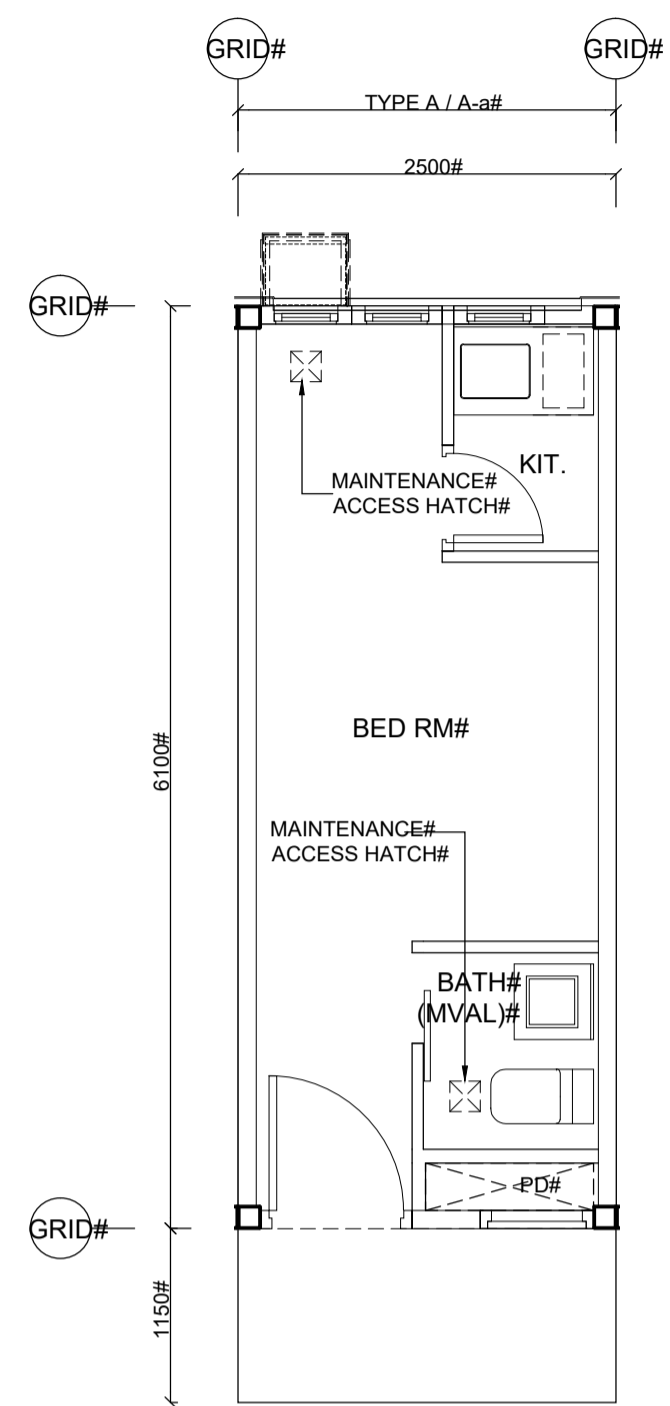 GRID#
GRID#
TYPE A / A-a#
2500#
GRID#
MAINTENANCE#
ACCESS HATCH#
KIT.
BED RM#
6100#
MAINTENANCE#
ACCESS HATCH#
BATH#
(MVAL)#
PD#
GRID#
1150#